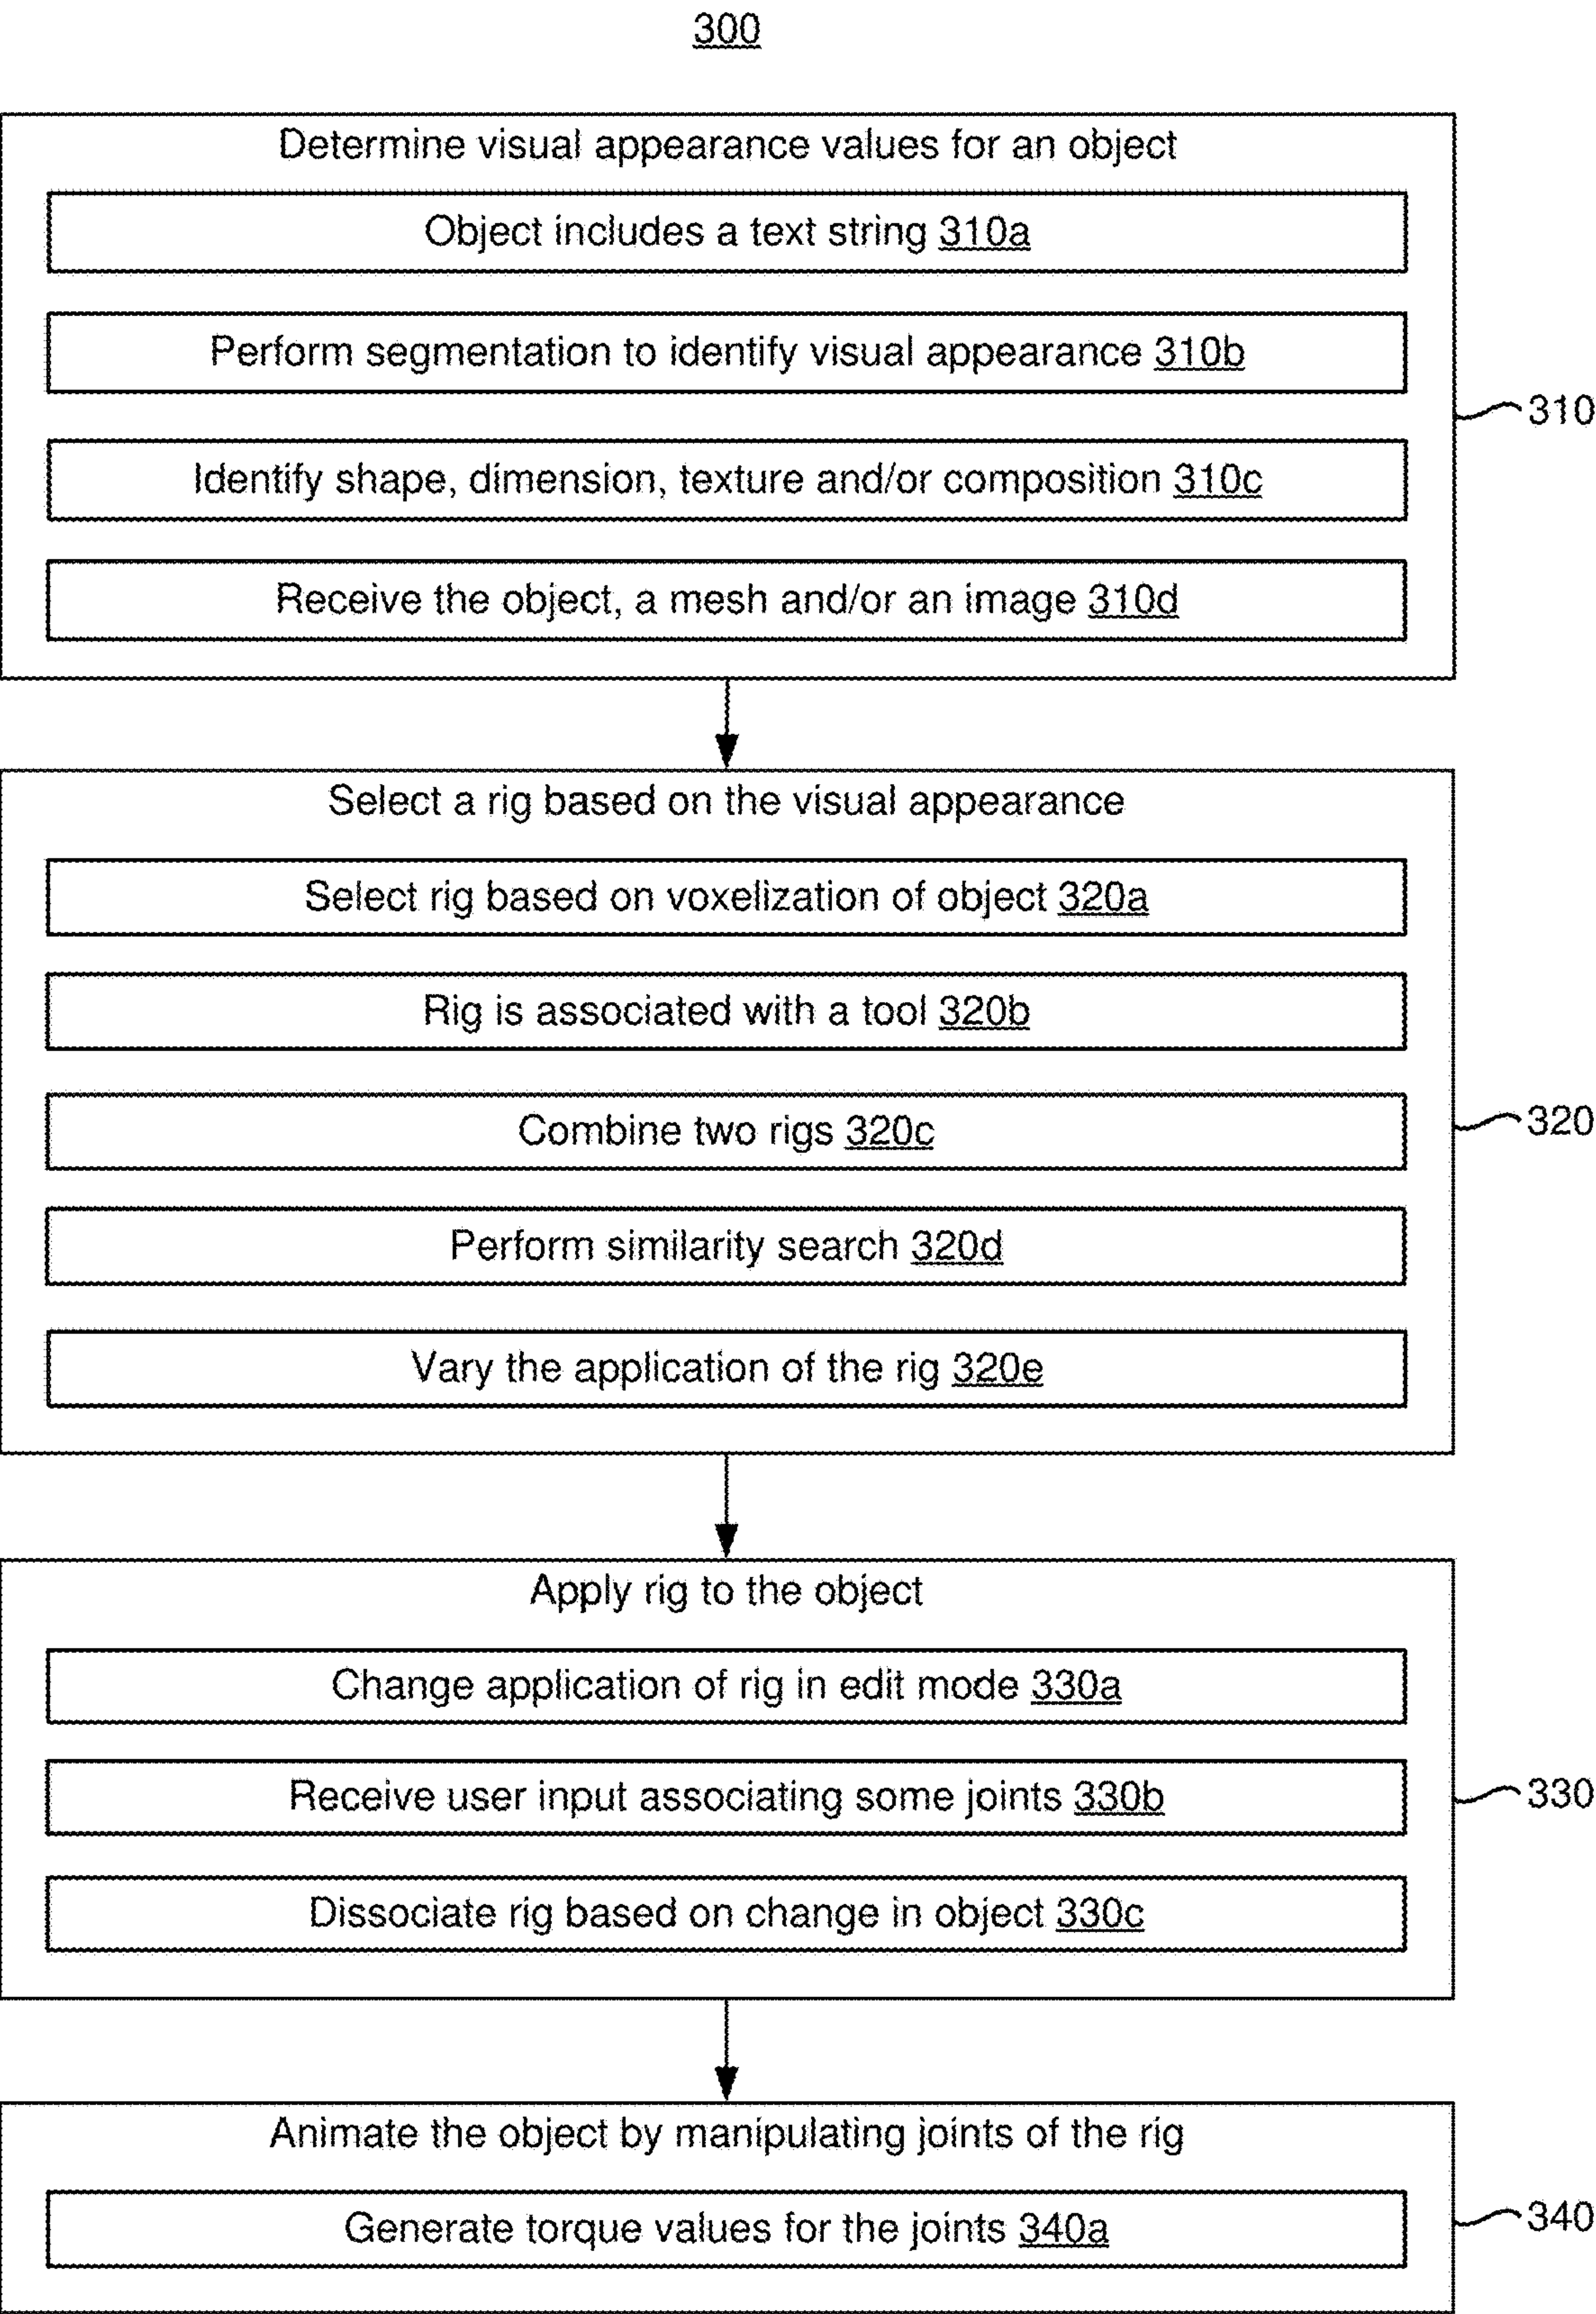 300
Determine visual appearance values for an object
Object includes a text string 310a
Perform segmentation to identify visual appearance 310b
310
Identify shape, dimension, texture and/or composition 310c
Receive the object, a mesh and/or an image 310d
Select a rig based on the visual appearance
Select rig based on voxelization of object 320a
Rig is associated with a tool 320b
Combine two rigs 320c
320
Perform similarity search 320d
Vary the application of the rig 320e
Apply rig to the object
Change application of rig in edit mode 330a
Receive user input associating some joints 330b
330
Dissociate rig based on change in object 330c
Animate the object by manipulating joints of the rig
Generate torque values for the joints 340a
340